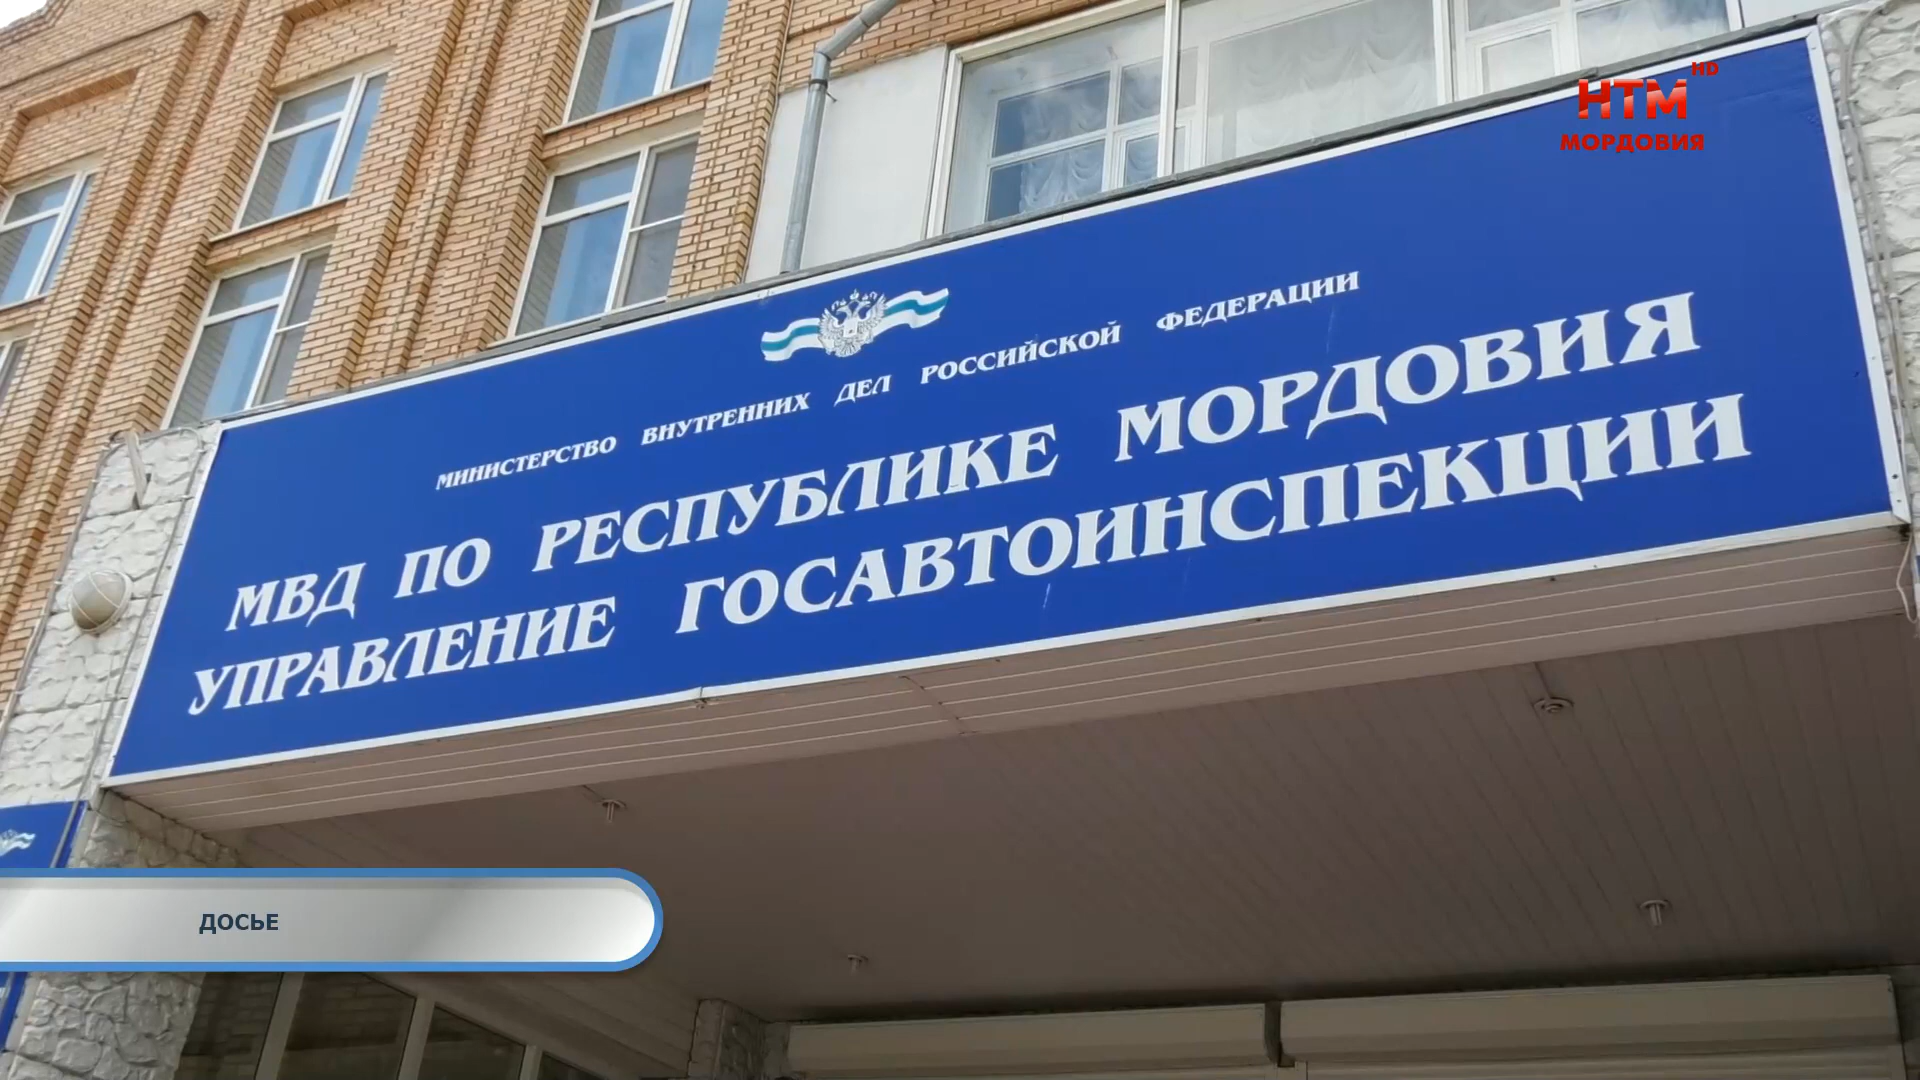 HD
НТМ
МОРДОВИЯ
МИНИСТЕРСТВО ВНУТРЕННИХ ДЕЛ РОССИЙСКОЙ ФЕДЕРАЦИИ
МВД ПО РЕСПУБЛИКЕ МОРДОВИЯ
УПРАВЛЕНИЕ ГОСАВТОИНСПЕКЦИИ
ДОСЬЕ